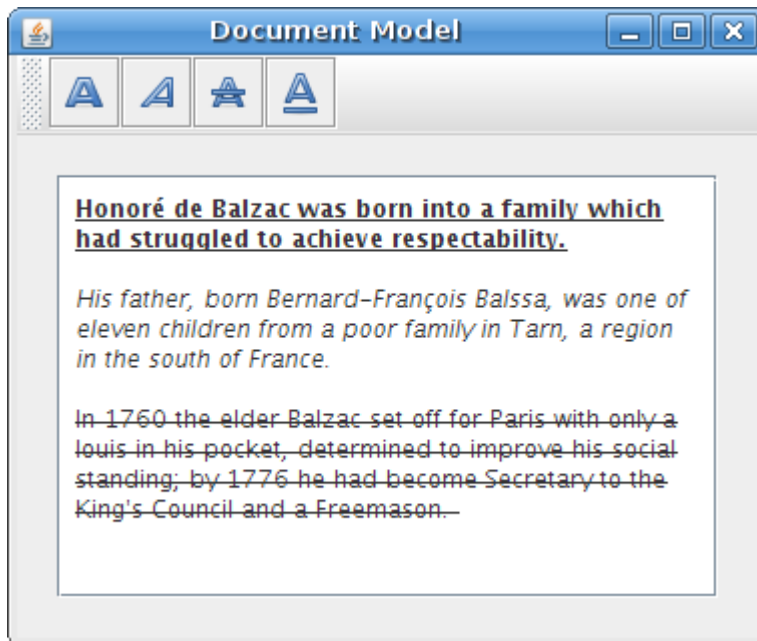 Document Model
A
A
A
A
Honoré de Balzac was born into a family which
had struggled to achieve respectability.
His father, born Bernard-François Balssa, was one of
eleven children from a poor family in Tarn, a region
in the south of France.
In 1760 the elder Balzac set off for Paris with only a
louis in his pocket, determined to improve his social
standing; by 1776 he had become Secretary to the
King's Council and a Freemason.